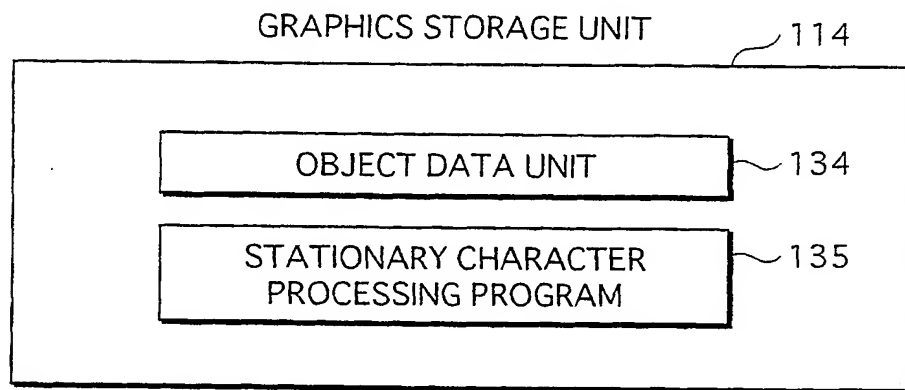 GRAPHICS STORAGE UNIT
114
OBJECT DATA UNIT
134
STATIONARY CHARACTER
PROCESSING PROGRAM
135